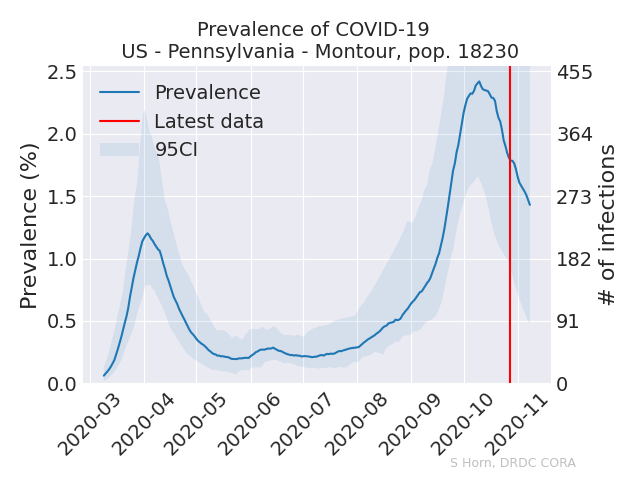 Prevalence of COVID-19
US - Pennsylvania - Montour, pop. 18230
Prevalence (%)
2.5
2.0
1.5
1.0
0.5
0.0
Prevalence
Latest data
95CI
455
364
273
182
91
0
# of infections
2020-03
2020-04
2020-05
2020-06
2020-07
2020-08
2020-09
2020-10
2020-11
S Horn, DRDC CORA